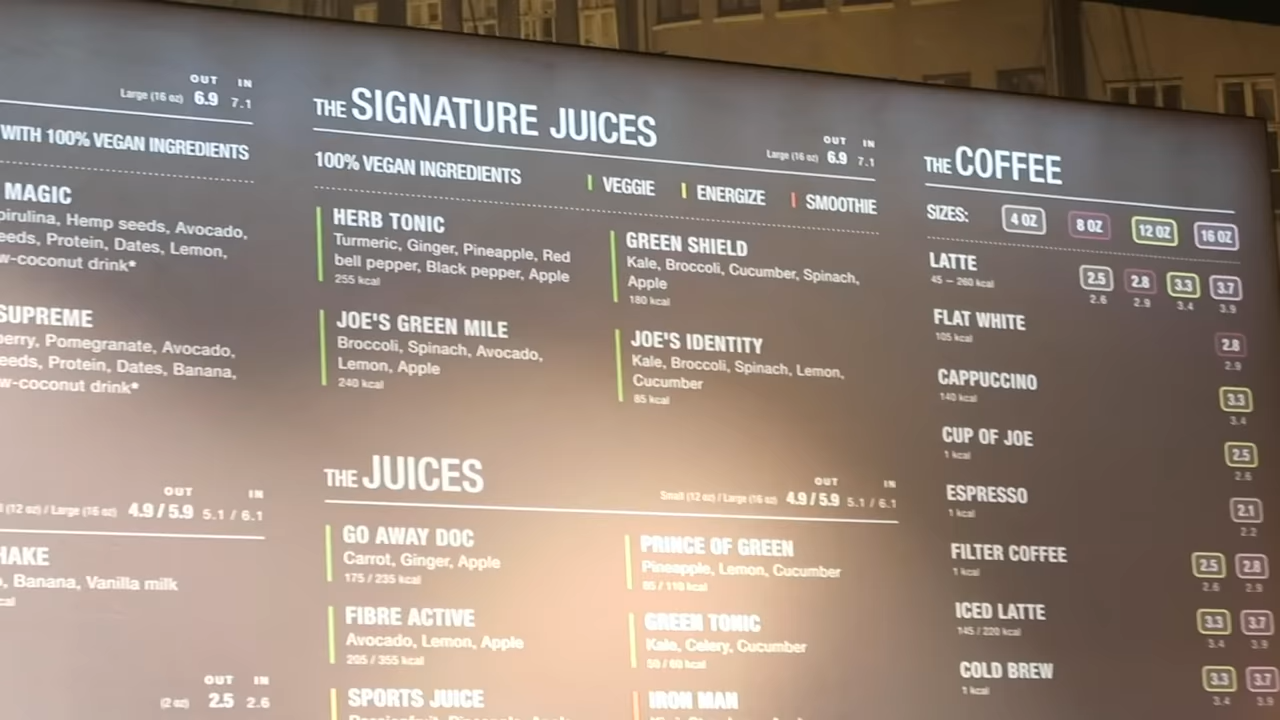 OUT IN
Large (16 oz) 6.9 7.1
WITH 100% VEGAN INGREDIENTS
MAGIC
Hemp seeds, Avocado,
Protein, Dates, Lemon,
drink*
SUPREME
Pomegranate, Avocado,
Protein, Dates, Banana,
drink*
OUT IN
(12 oz) / Large (16 oz) 4.9 / 5.9 5.1 / 6.1
Banana, Vanilla milk
OUT IN
(2 oz) 2.5 2.6
THE SIGNATURE JUICES
OUT IN
Large (16 oz) 6.9 7.1
100% VEGAN INGREDIENTS
VEGGIE ENERGIZE SMOOTHIE
HERB TONIC
Turmeric, Ginger, Pineapple, Red
bell pepper, Black pepper, Apple
255 kcal
GREEN SHIELD
Kale, Broccoli, Cucumber, Spinach,
Apple
180 kcal
JOE'S GREEN MILE
Broccoli, Spinach, Avocado,
Lemon, Apple
240 kcal
JOE'S IDENTITY
Kale, Broccoli, Spinach, Lemon,
Cucumber
85 kcal
THE JUICES
OUT IN
Small (12 oz) / Large (16 oz) 4.9 / 5.9 5.1 / 6.1
GO AWAY DOC
Carrot, Ginger, Apple
175 / 235 kcal
PRINCE OF GREEN
Pineapple, Lemon, Cucumber
85 / 110 kcal
FIBRE ACTIVE
Avocado, Lemon, Apple
205 / 355 kcal
GREEN TONIC
Kale, Celery, Cucumber
50 / 60 kcal
SPORTS JUICE
IRON MAN
THE COFFEE
SIZES: 4 OZ 8 OZ 12 OZ 16 OZ
LATTE 2.5 2.8 3.3 3.7
45 – 260 kcal 2.6 2.9 3.4 3.9
FLAT WHITE 2.8
105 kcal 2.9
CAPPUCCINO 3.3
140 kcal 3.4
CUP OF JOE 2.5
1 kcal 2.6
ESPRESSO 2.1
1 kcal 2.2
FILTER COFFEE 2.5 2.8
1 kcal 2.6 2.9
ICED LATTE 3.3 3.7
145 / 220 kcal 3.4 3.9
COLD BREW 3.3 3.7
1 kcal 3.4 3.9